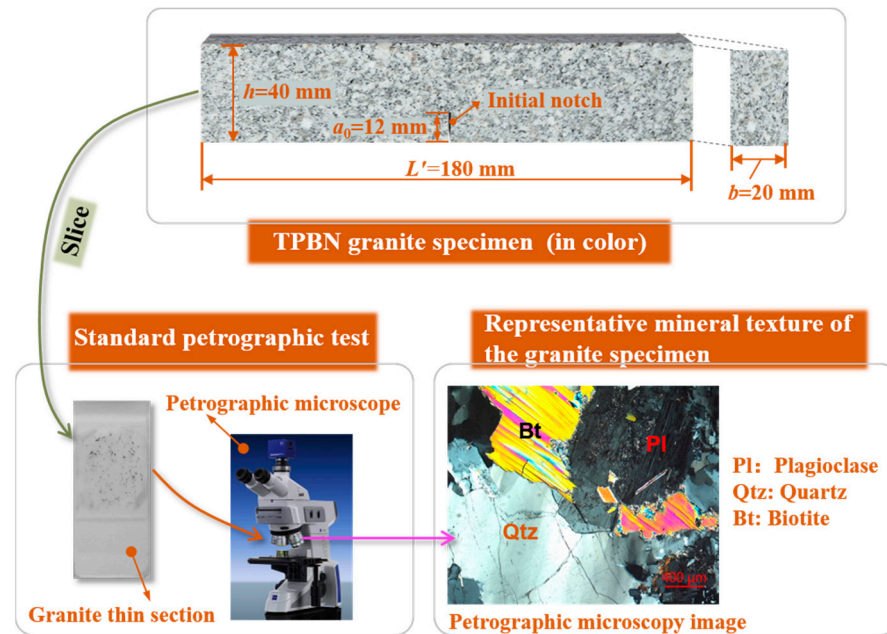 h=40 mm
Initial notch
a₀=12 mm
L'=180 mm
b=20 mm
TPBN granite specimen (in color)
Slice
Standard petrographic test
Representative mineral texture of
the granite specimen
Petrographic microscope
Granite thin section
Bt
Pl
Qtz
400 μm
Pl: Plagioclase
Qtz: Quartz
Bt: Biotite
Petrographic microscopy image